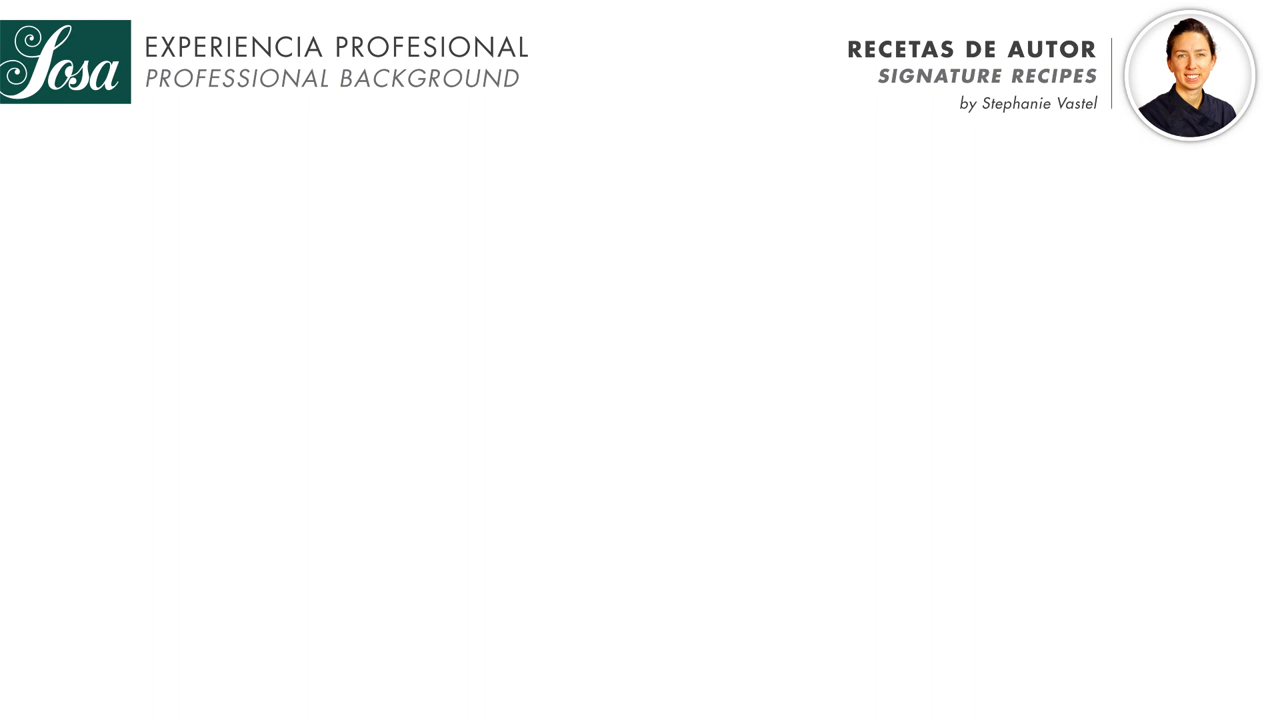 Sosa
EXPERIENCIA PROFESIONAL
PROFESSIONAL BACKGROUND
RECETAS DE AUTOR
SIGNATURE RECIPES
by Stephanie Vastel